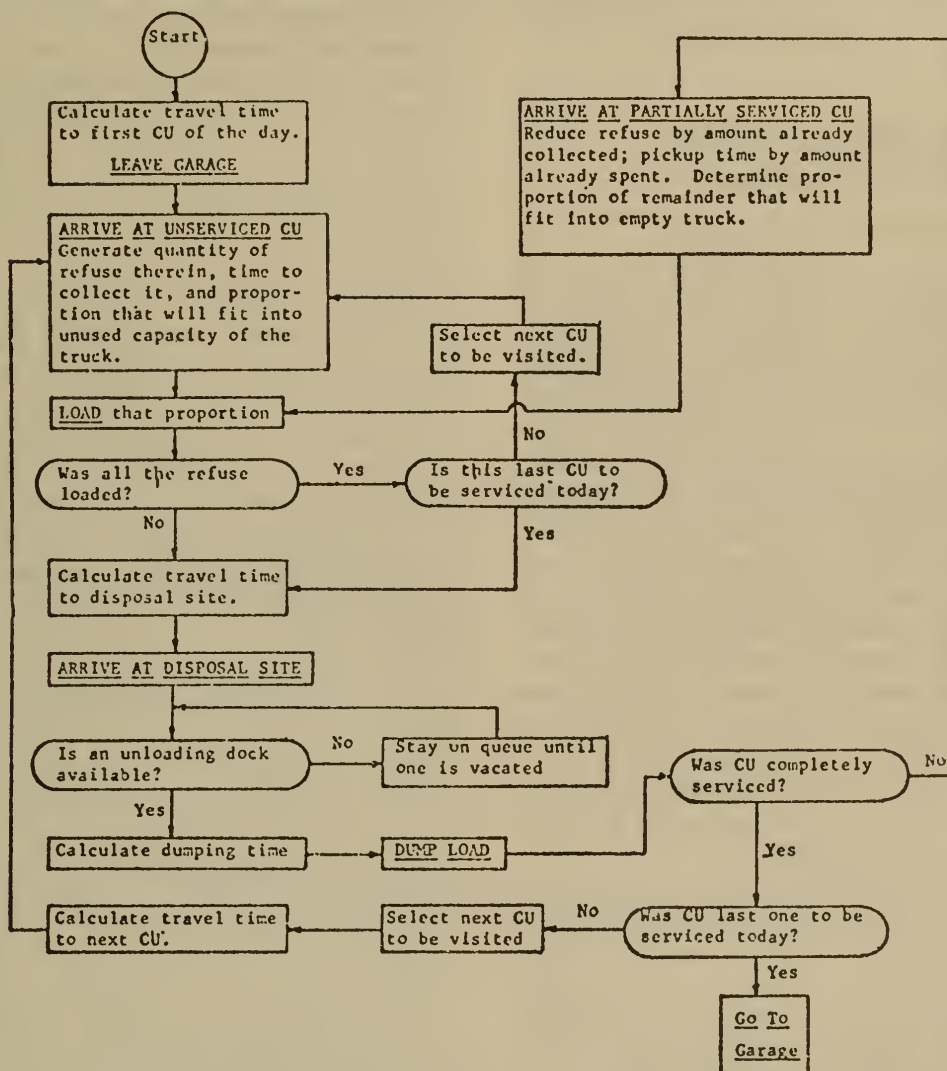 Start
Calculate travel time
to first CU of the day.
LEAVE GARAGE
ARRIVE AT UNSERVICED CU
Generate quantity of
refuse therein, time to
collect it, and propor-
tion that will fit into
unused capacity of the
truck.
ARRIVE AT PARTIALLY SERVICED CU
Reduce refuse by amount already
collected; pickup time by amount
already spent. Determine pro-
portion of remainder that will
fit into empty truck.
Select next CU
to be visited.
LOAD that proportion
No
Was all the refuse
loaded?
Yes
Is this last CU to
be serviced today?
No
Yes
Calculate travel time
to disposal site.
ARRIVE AT DISPOSAL SITE
Is an unloading dock
available?
No
Stay on queue until
one is vacated
Was CU completely
serviced?
No
Yes
Calculate dumping time
DUMP LOAD
Yes
Calculate travel time
to next CU.
Select next CU
to be visited
No
Was CU last one to be
serviced today?
Yes
Go To
Garage